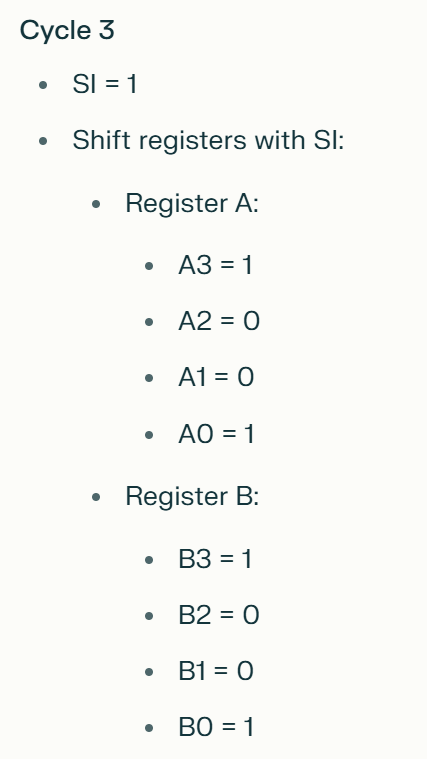 Cycle 3
SI = 1
Shift registers with SI:
Register A:
A3 = 1
A2 = 0
A1 = 0
A0 = 1
Register B:
B3 = 1
B2 = 0
B1 = 0
B0 = 1